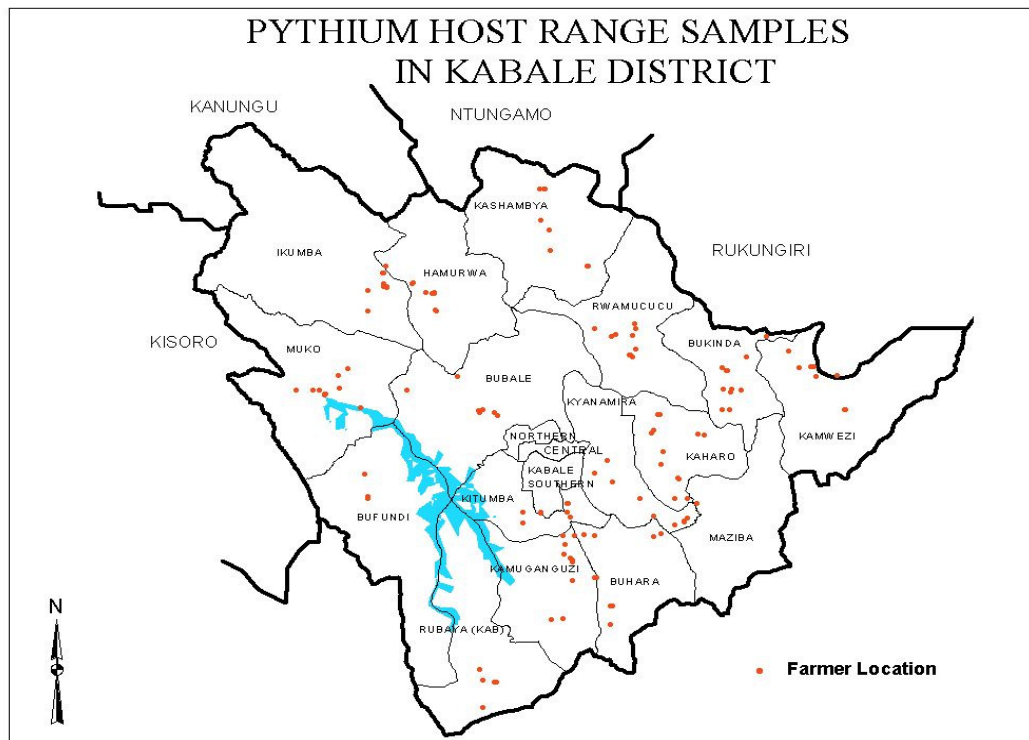 PYTHIUM HOST RANGE SAMPLES
IN KABALE DISTRICT
KANUNGU
NTUNGAMO
KASHAMBYA
RUKUNGIRI
IKUMBA
HAMURWA
RWAMUCUCU
KISORO
MUKO
BUKINDA
BUBALE
KYANAMIRA
KAMWEZI
NORTHERN
CENTRAL
KAHARO
KABALE
SOUTHERN
KITUMBA
BUFUNDI
MAZIBA
KAMUGANGUZI
BUHARA
N
RUBAYA (KAB)
Farmer Location